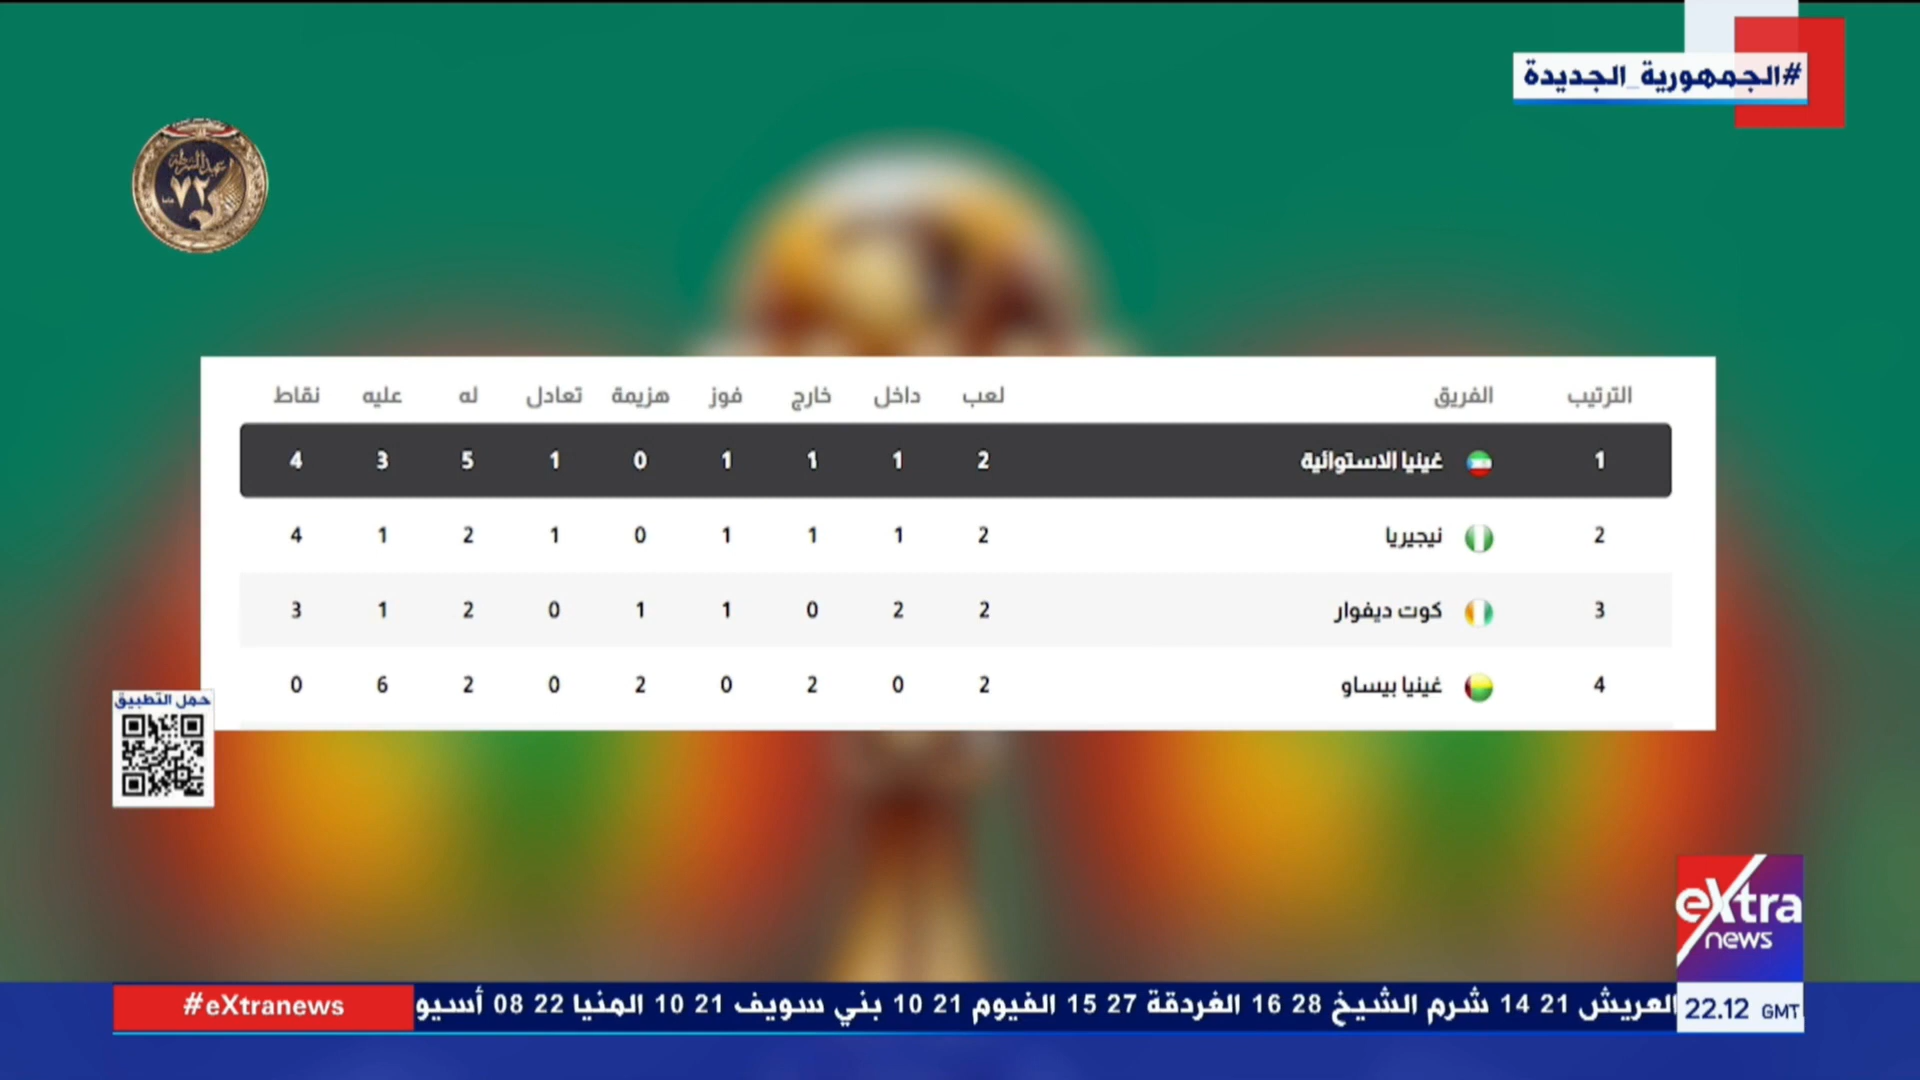 #الجمهورية_الجديدة
عيد الشرطة
٧٢
عاما
الترتيب الفريق لعب داخل خارج فوز هزيمة تعادل له عليه نقاط
1 غينيا الاستوائية 2 1 1 1 0 1 5 3 4
2 نيجيريا 2 1 1 1 0 1 2 1 4
3 كوت ديفوار 2 2 0 1 1 0 2 1 3
4 غينيا بيساو 2 0 2 0 2 0 2 6 0
حمل التطبيق
eXtra
news
العريش 21 14 شرم الشيخ 28 16 الغردقة 27 15 الفيوم 21 10 بني سويف 21 10 المنيا 22 08 أسيو
#eXtranews
22.12 GMT